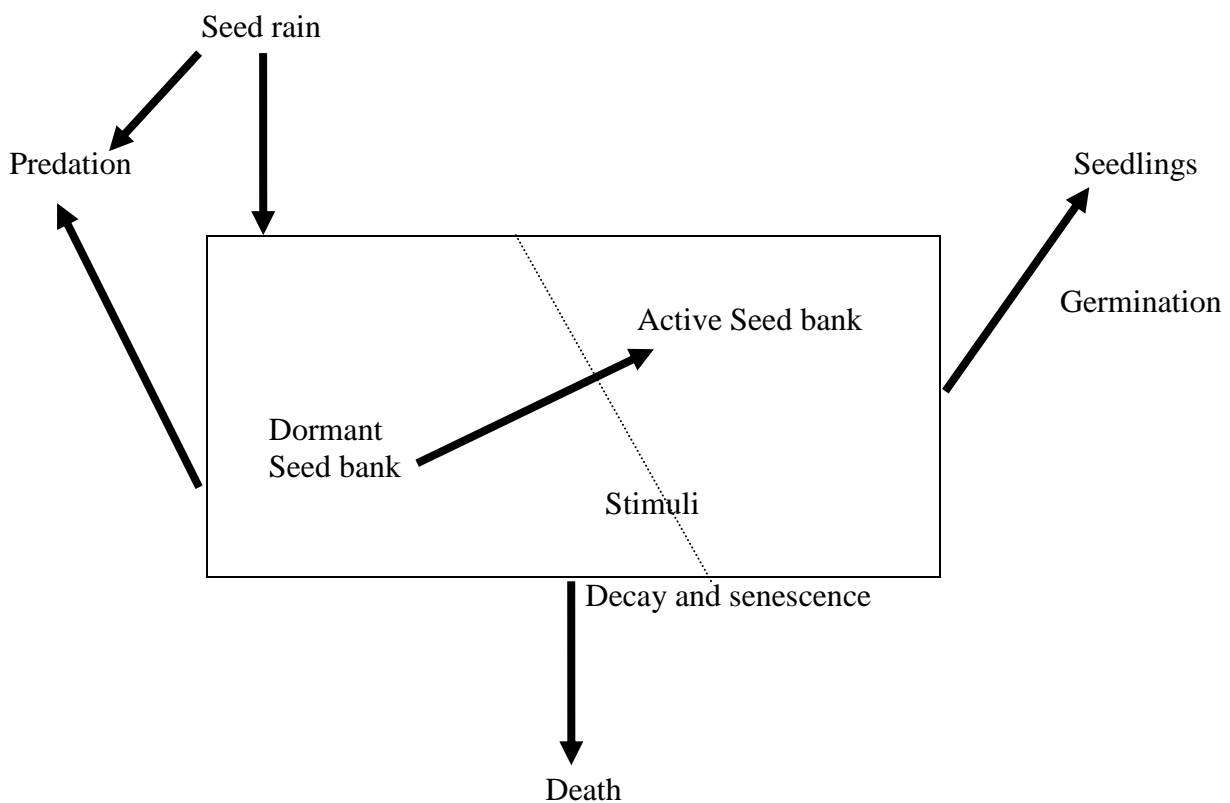 Seed rain
Predation
Seedlings
Germination
Active Seed bank
Dormant
Seed bank
Stimuli
Decay and senescence
Death